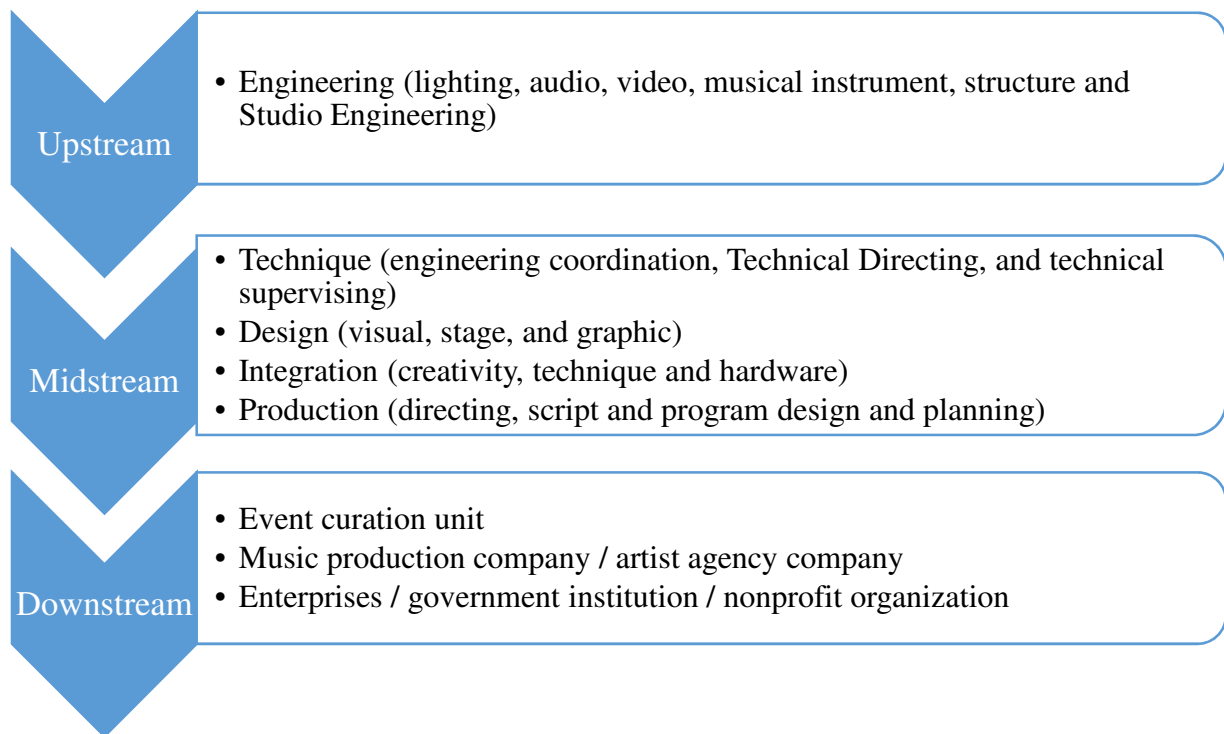 Upstream
• Engineering (lighting, audio, video, musical instrument, structure and
Studio Engineering)
Midstream
• Technique (engineering coordination, Technical Directing, and technical
supervising)
• Design (visual, stage, and graphic)
• Integration (creativity, technique and hardware)
• Production (directing, script and program design and planning)
Downstream
• Event curation unit
• Music production company / artist agency company
• Enterprises / government institution / nonprofit organization